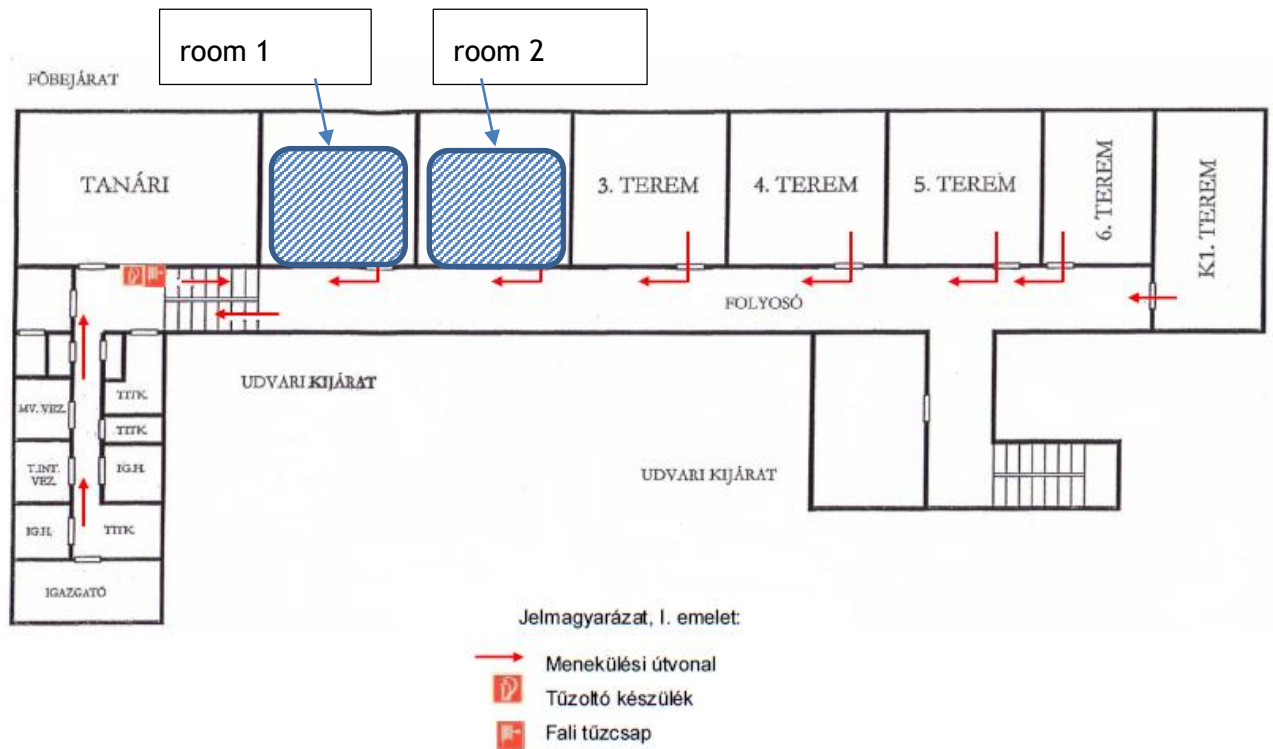 room 1
room 2
FŐBEJÁRAT
TANÁRI
3. TEREM
4. TEREM
5. TEREM
6. TEREM
K1. TEREM
FOLYOSÓ
UDVARI KIJÁRAT
TITK.
MV. VEZ.
TITK.
T.INT.
VEZ.
IG.H.
UDVARI KIJÁRAT
IG.H.
TITK.
IGAZGATÓ
Jelmagyarázat, I. emelet:
Menekülési útvonal
Tűzoltó készülék
Fali tűzcsap